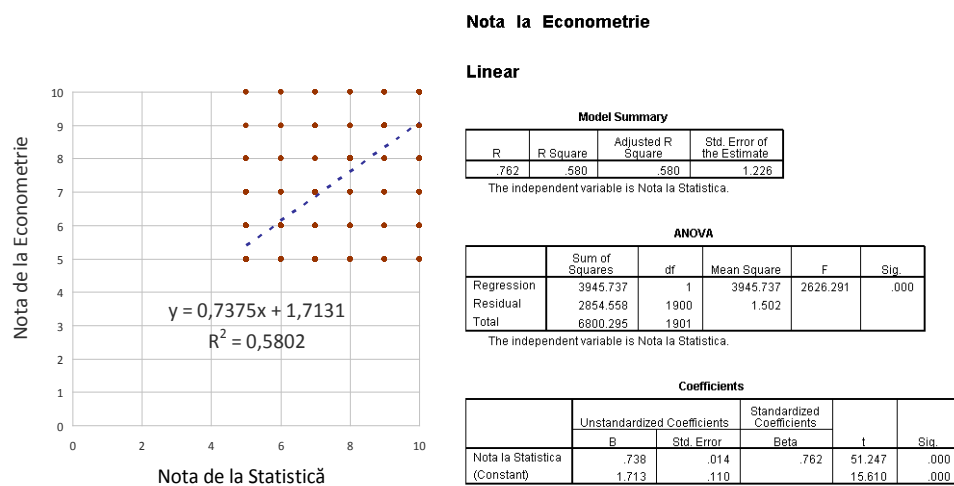 Nota la Econometrie
Linear
Nota de la Econometrie
10
9
8
7
6
5
4
3
2
1
0
y = 0,7375x + 1,7131
R² = 0,5802
0 2 4 6 8 10
Nota de la Statistică
Model Summary
R R Square Adjusted R Square Std. Error of the Estimate
.762 .580 .580 1.226
The independent variable is Nota la Statistica.
ANOVA
Sum of Squares df Mean Square F Sig.
Regression 3945.737 1 3945.737 2626.291 .000
Residual 2854.558 1900 1.502
Total 6800.295 1901
The independent variable is Nota la Statistica.
Coefficients
Unstandardized Coefficients Standardized Coefficients
B Std. Error Beta t Sig.
Nota la Statistica .738 .014 .762 51.247 .000
(Constant) 1.713 .110 15.610 .000